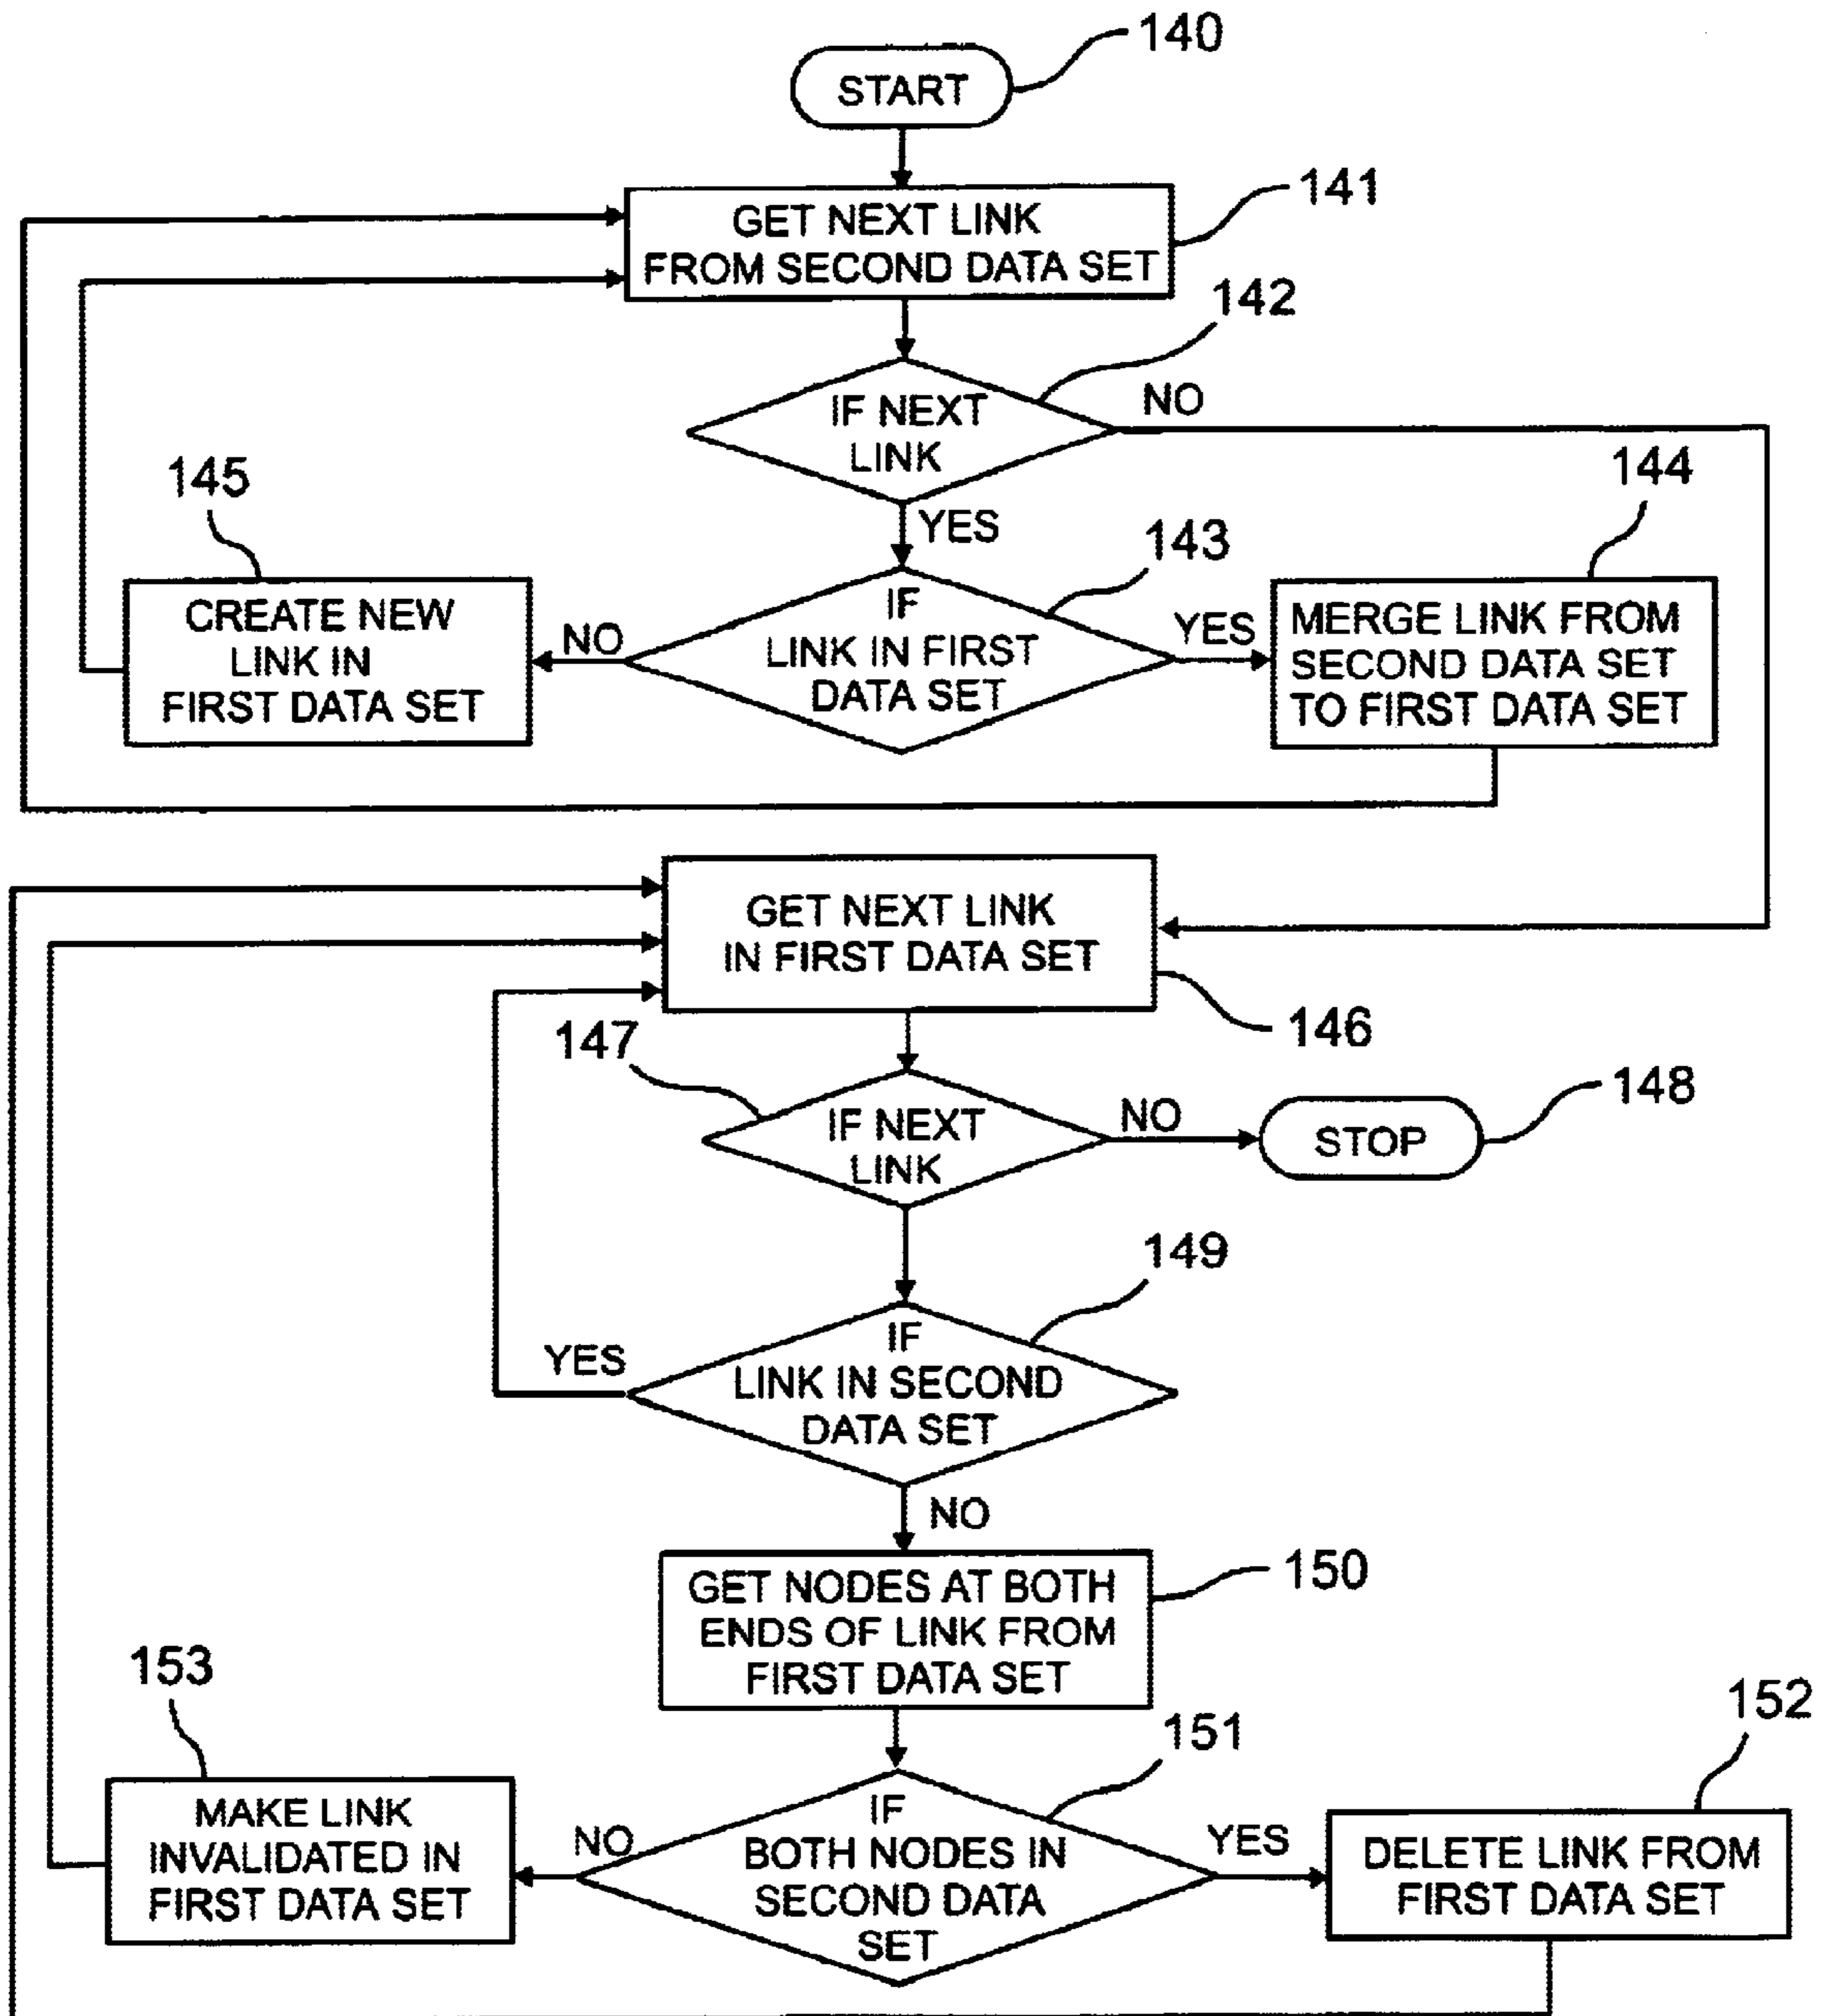 140
START
141
GET NEXT LINK
FROM SECOND DATA SET
142
IF NEXT
LINK
NO
YES
143
IF
LINK IN FIRST
DATA SET
144
YES
MERGE LINK FROM
SECOND DATA SET
TO FIRST DATA SET
145
NO
CREATE NEW
LINK IN
FIRST DATA SET
GET NEXT LINK
IN FIRST DATA SET
146
147
IF NEXT
LINK
NO
STOP
148
149
IF
LINK IN SECOND
DATA SET
YES
NO
GET NODES AT BOTH
ENDS OF LINK FROM
FIRST DATA SET
150
151
IF
BOTH NODES IN
SECOND DATA
SET
YES
152
DELETE LINK FROM
FIRST DATA SET
NO
153
MAKE LINK
INVALIDATED IN
FIRST DATA SET